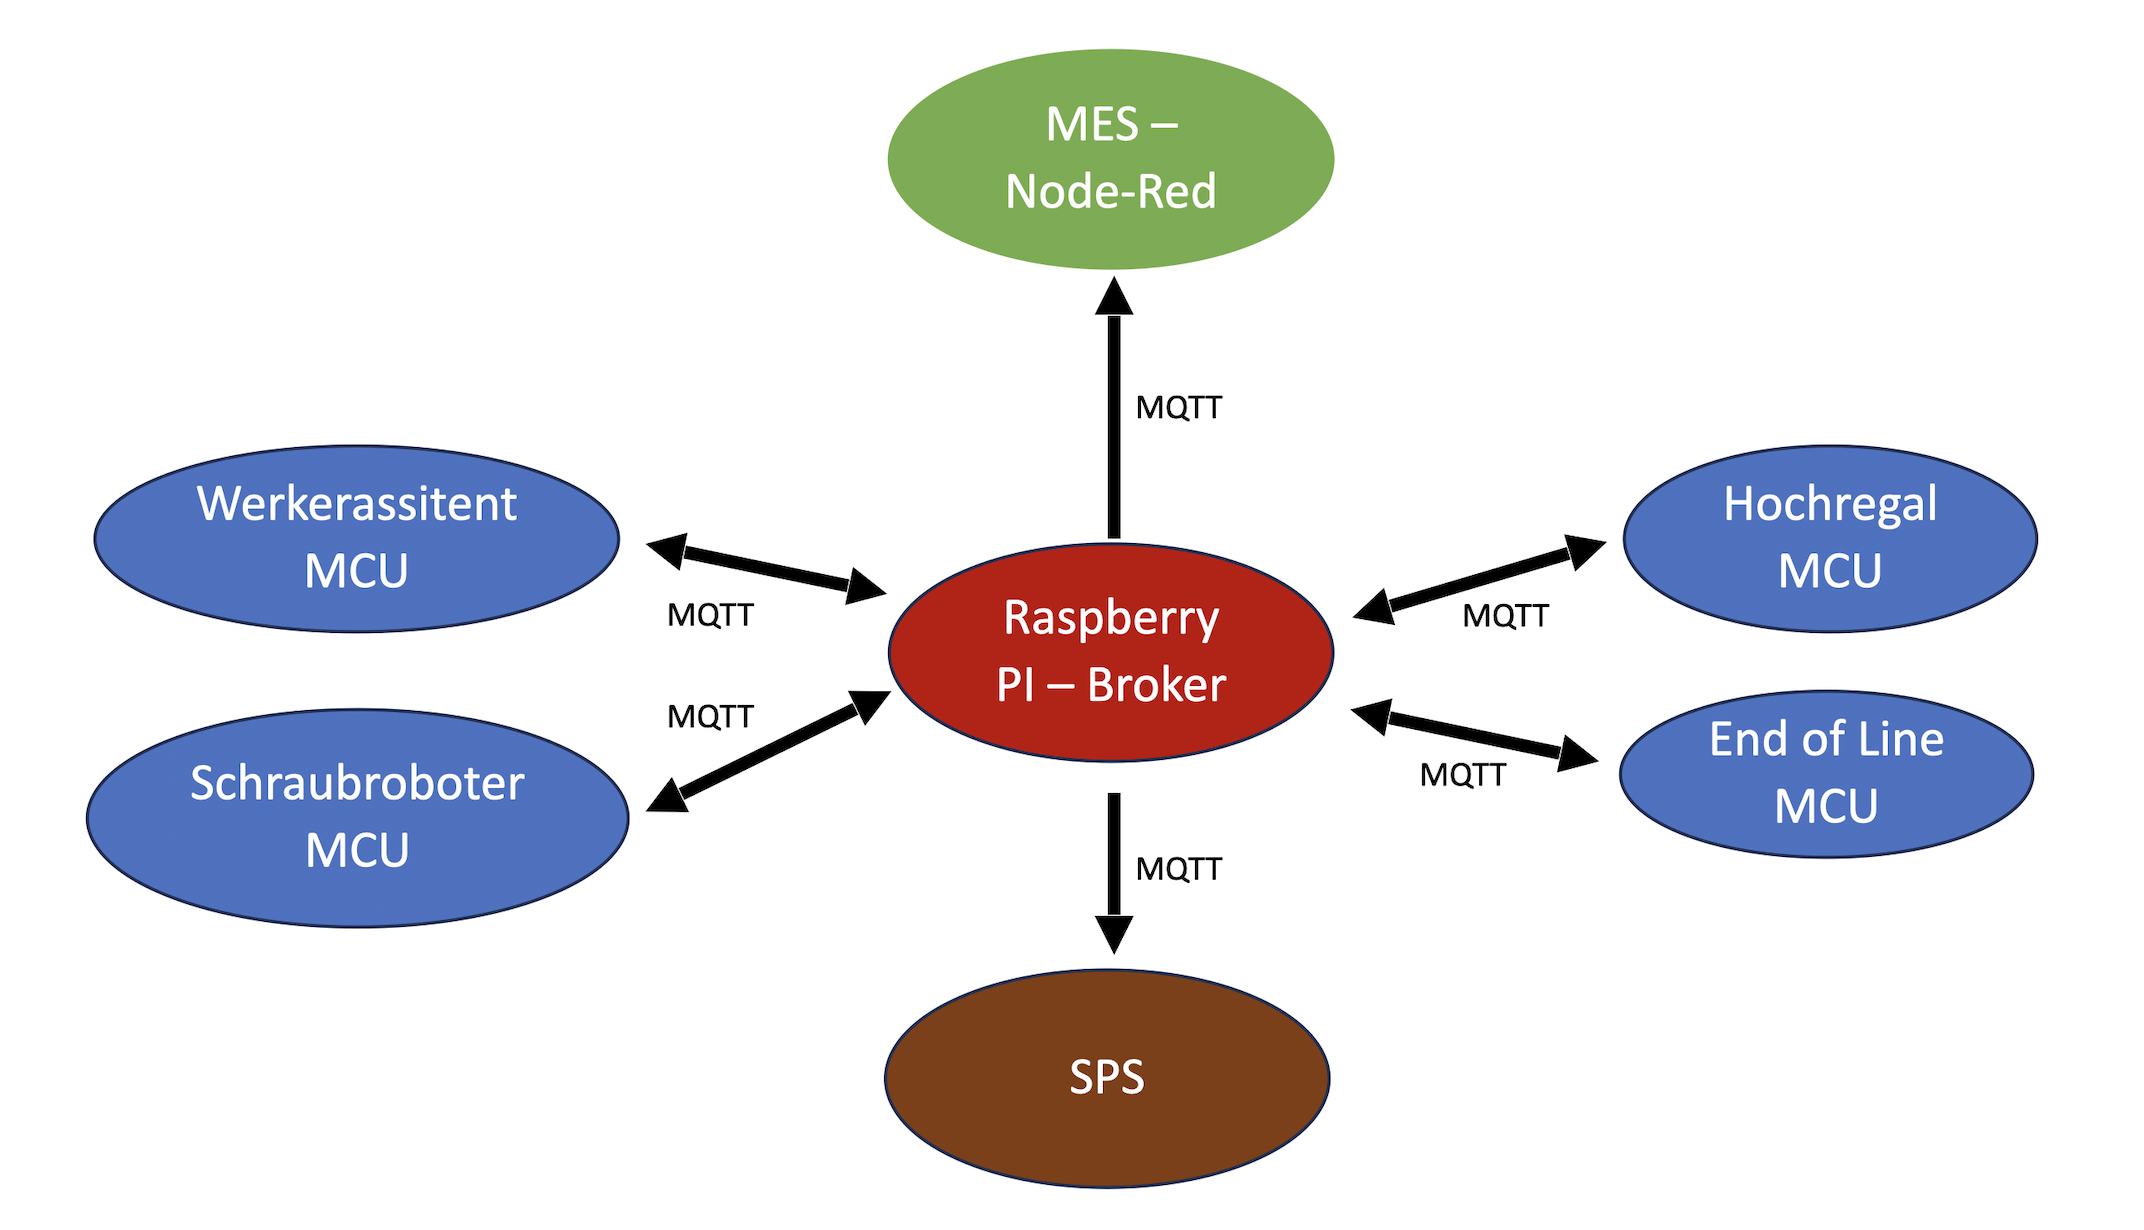 MES –
Node-Red
MQTT
Werkerassitent
MCU
MQTT
Hochregal
MCU
MQTT
Raspberry
PI – Broker
MQTT
Schraubroboter
MCU
MQTT
End of Line
MCU
MQTT
SPS